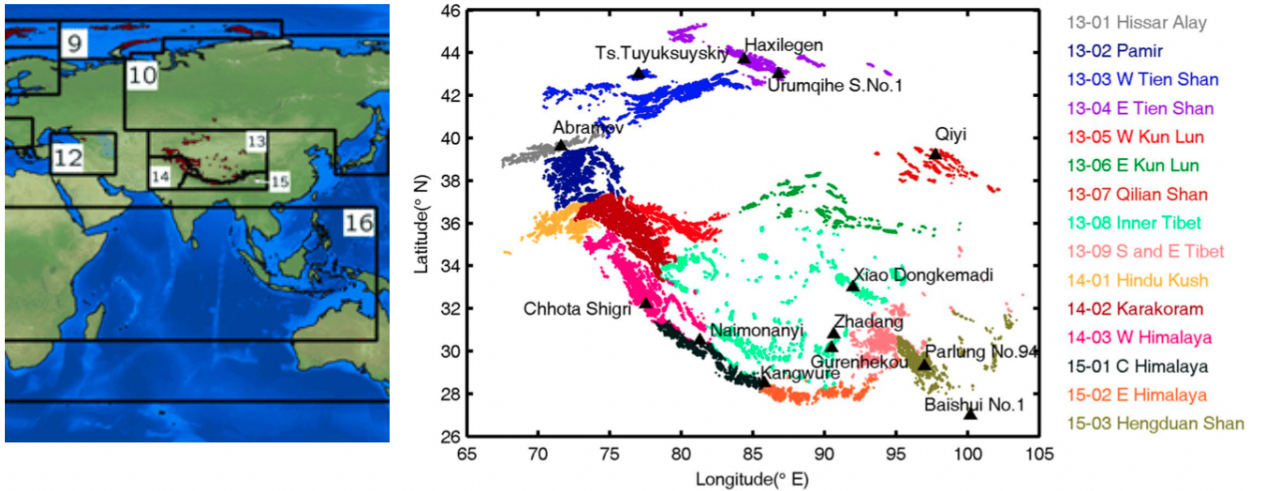 9
10
12
13
14
15
16
46
44
42
40
38
36
34
32
30
28
26
65
70
75
80
85
90
95
100
105
Latitude(° N)
Longitude(° E)
Ts.Tuyuksuyskiy
Haxilegen
Urumqihe S.No.1
Abramov
Qiyi
Xiao Dongkemadi
Chhota Shigri
Naimonanyi
Zhadang
Gurenhekou
Parlung No.94
Kangwure
Baishui No.1
13-01 Hissar Alay
13-02 Pamir
13-03 W Tien Shan
13-04 E Tien Shan
13-05 W Kun Lun
13-06 E Kun Lun
13-07 Qilian Shan
13-08 Inner Tibet
13-09 S and E Tibet
14-01 Hindu Kush
14-02 Karakoram
14-03 W Himalaya
15-01 C Himalaya
15-02 E Himalaya
15-03 Hengduan Shan